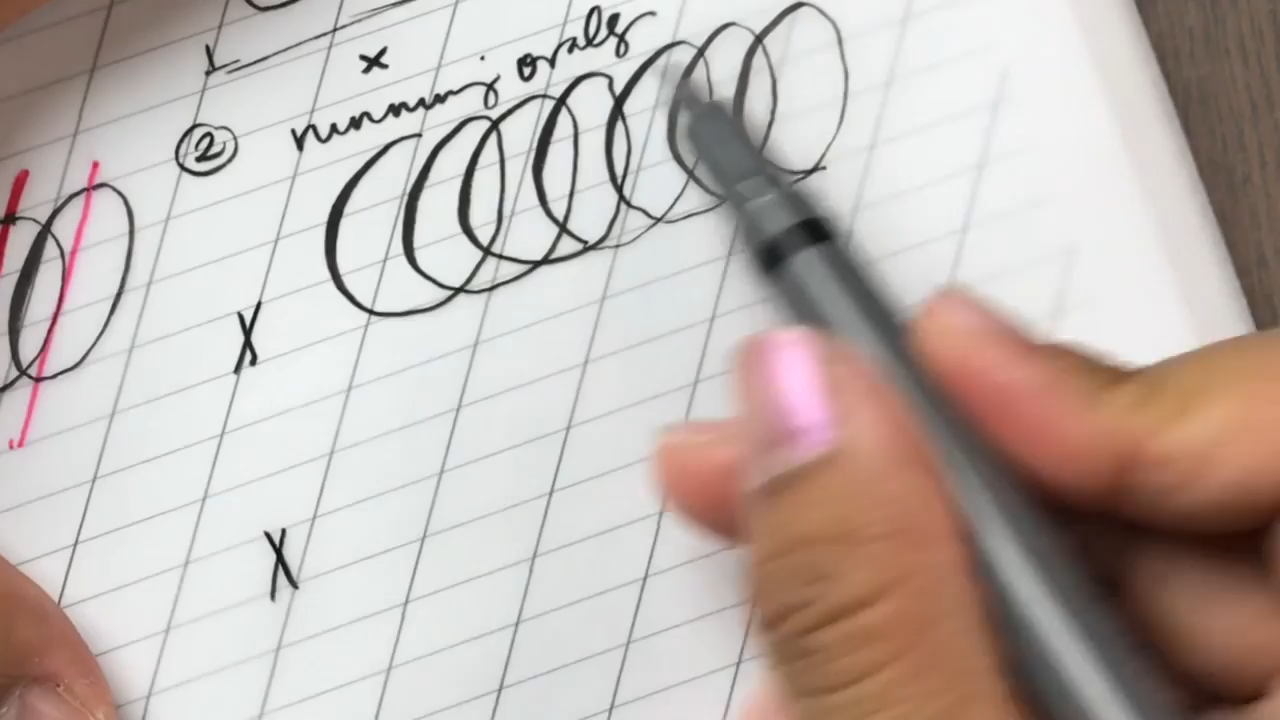 x
② running ovals
X
X